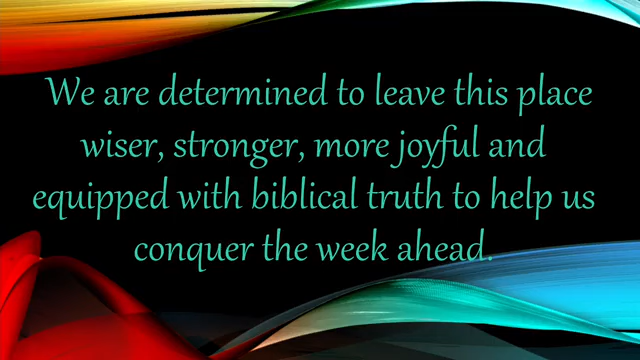 We are determined to leave this place
wiser, stronger, more joyful and
equipped with biblical truth to help us
conquer the week ahead.